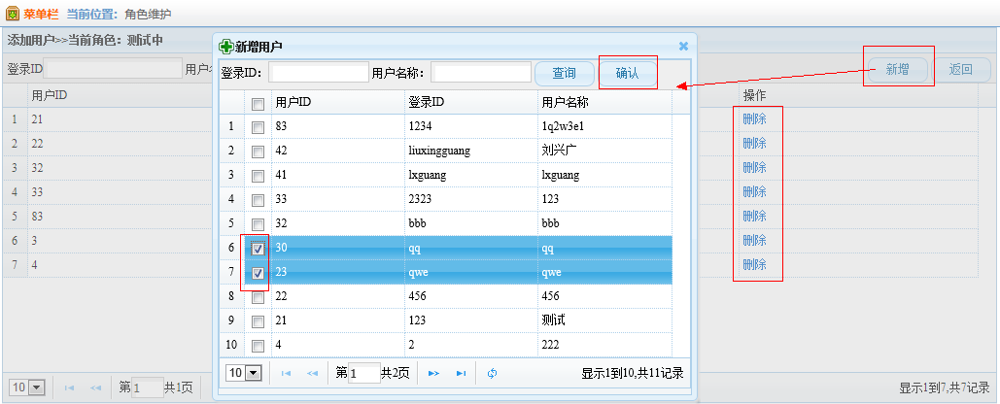 菜单栏 当前位置：角色维护
添加用户>>当前角色：测试中
登录ID 用户名 新增 返回
用户ID 操作
1 21 删除
2 22 删除
3 32 删除
4 33 删除
5 83 删除
6 3 删除
7 4 删除
10 第1 共1页 显示1到7,共7记录
新增用户
登录ID： 用户名称： 查询 确认
用户ID 登录ID 用户名称
1 83 1234 1q2w3e1
2 42 liuxingguang 刘兴广
3 41 lxguang lxguang
4 33 2323 123
5 32 bbb bbb
6 30 qq qq
7 23 qwe qwe
8 22 456 456
9 21 123 测试
10 4 2 222
10 第1 共2页 显示1到10,共11记录